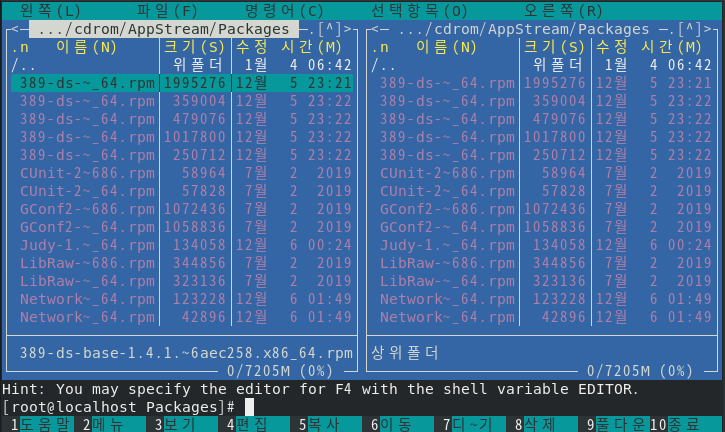 왼쪽(L) 파일(F) 명령어(C) 선택항목(O) 오른쪽(R)
<─ .../cdrom/AppStream/Packages ─.[^]> <─ .../cdrom/AppStream/Packages ─.[^]>
.n 이름(N) 크기(S) 수정 시간(M) .n 이름(N) 크기(S) 수정 시간(M)
/.. 위폴더 1월 4 06:42 /.. 위폴더 1월 4 06:42
389-ds-~_64.rpm 1995276 12월 5 23:21 389-ds-~_64.rpm 1995276 12월 5 23:21
389-ds-~_64.rpm 359004 12월 5 23:22 389-ds-~_64.rpm 359004 12월 5 23:22
389-ds-~_64.rpm 479076 12월 5 23:22 389-ds-~_64.rpm 479076 12월 5 23:22
389-ds-~_64.rpm 1017800 12월 5 23:22 389-ds-~_64.rpm 1017800 12월 5 23:22
389-ds-~_64.rpm 250712 12월 5 23:22 389-ds-~_64.rpm 250712 12월 5 23:22
CUnit-2~686.rpm 58964 7월 2 2019 CUnit-2~686.rpm 58964 7월 2 2019
CUnit-2~_64.rpm 57828 7월 2 2019 CUnit-2~_64.rpm 57828 7월 2 2019
GConf2-~686.rpm 1072436 7월 2 2019 GConf2-~686.rpm 1072436 7월 2 2019
GConf2-~_64.rpm 1058836 7월 2 2019 GConf2-~_64.rpm 1058836 7월 2 2019
Judy-1.~_64.rpm 134058 12월 6 00:24 Judy-1.~_64.rpm 134058 12월 6 00:24
LibRaw-~686.rpm 344856 7월 2 2019 LibRaw-~686.rpm 344856 7월 2 2019
LibRaw-~_64.rpm 323136 7월 2 2019 LibRaw-~_64.rpm 323136 7월 2 2019
Network~_64.rpm 123228 12월 6 01:49 Network~_64.rpm 123228 12월 6 01:49
Network~_64.rpm 42896 12월 6 01:49 Network~_64.rpm 42896 12월 6 01:49
389-ds-base-1.4.1.~6aec258.x86_64.rpm 상위폴더
0/7205M (0%) 0/7205M (0%)
Hint: You may specify the editor for F4 with the shell variable EDITOR.
[root@localhost Packages]#
1도움말 2메뉴 3보기 4편집 5복사 6이동 7디~기 8삭제 9풀다운 10종료